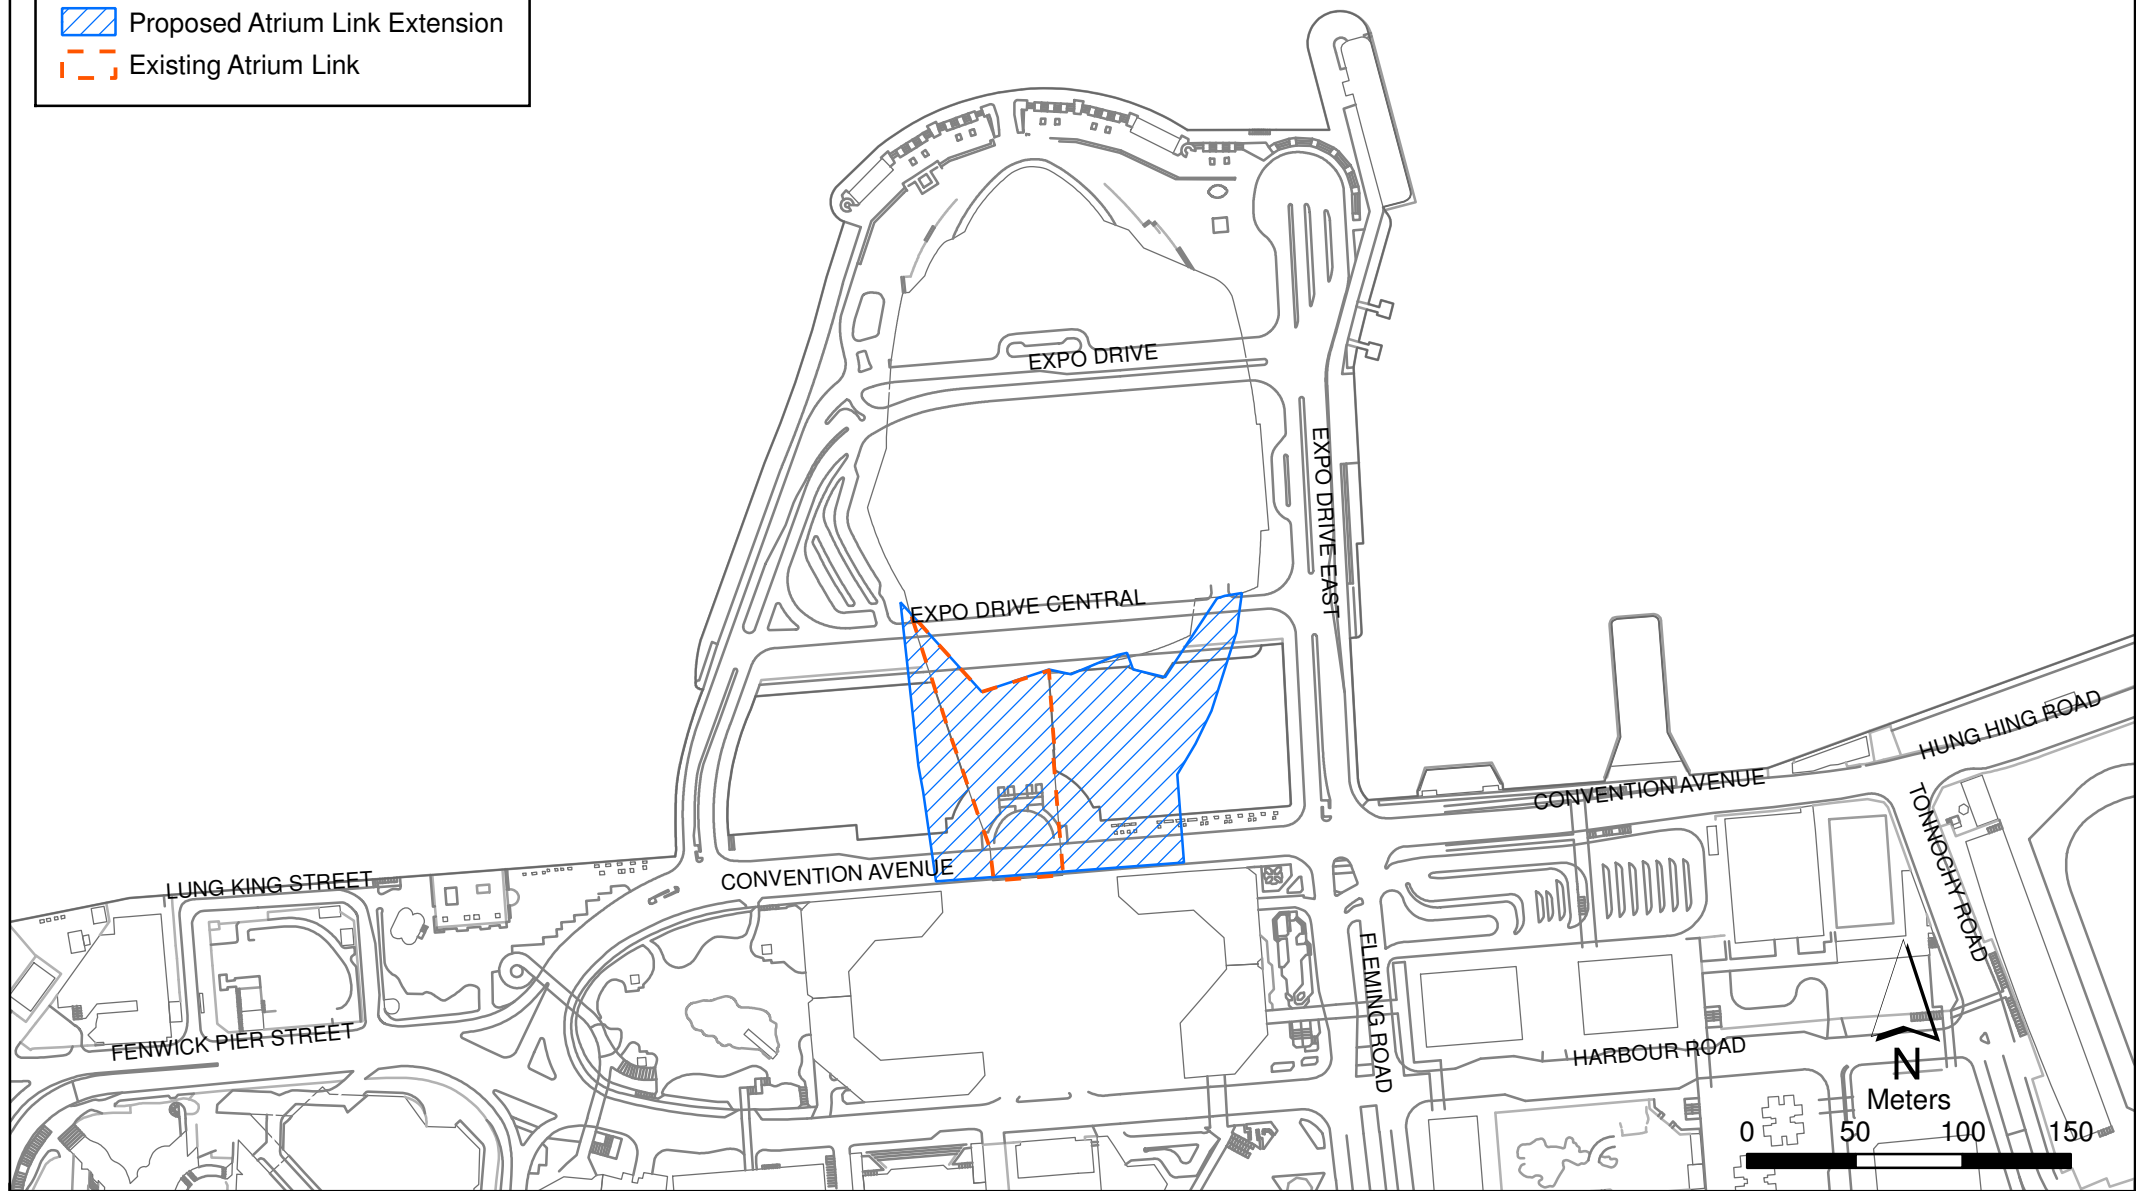 Proposed Atrium Link Extension
Existing Atrium Link
EXPO DRIVE
EXPO DRIVE EAST
EXPO DRIVE CENTRAL
HUNG HING ROAD
CONVENTION AVENUE
TONNOCHY ROAD
CONVENTION AVENUE
LUNG KING STREET
FLEMING ROAD
FENWICK PIER STREET
HARBOUR ROAD
N
Meters
0 50 100 150